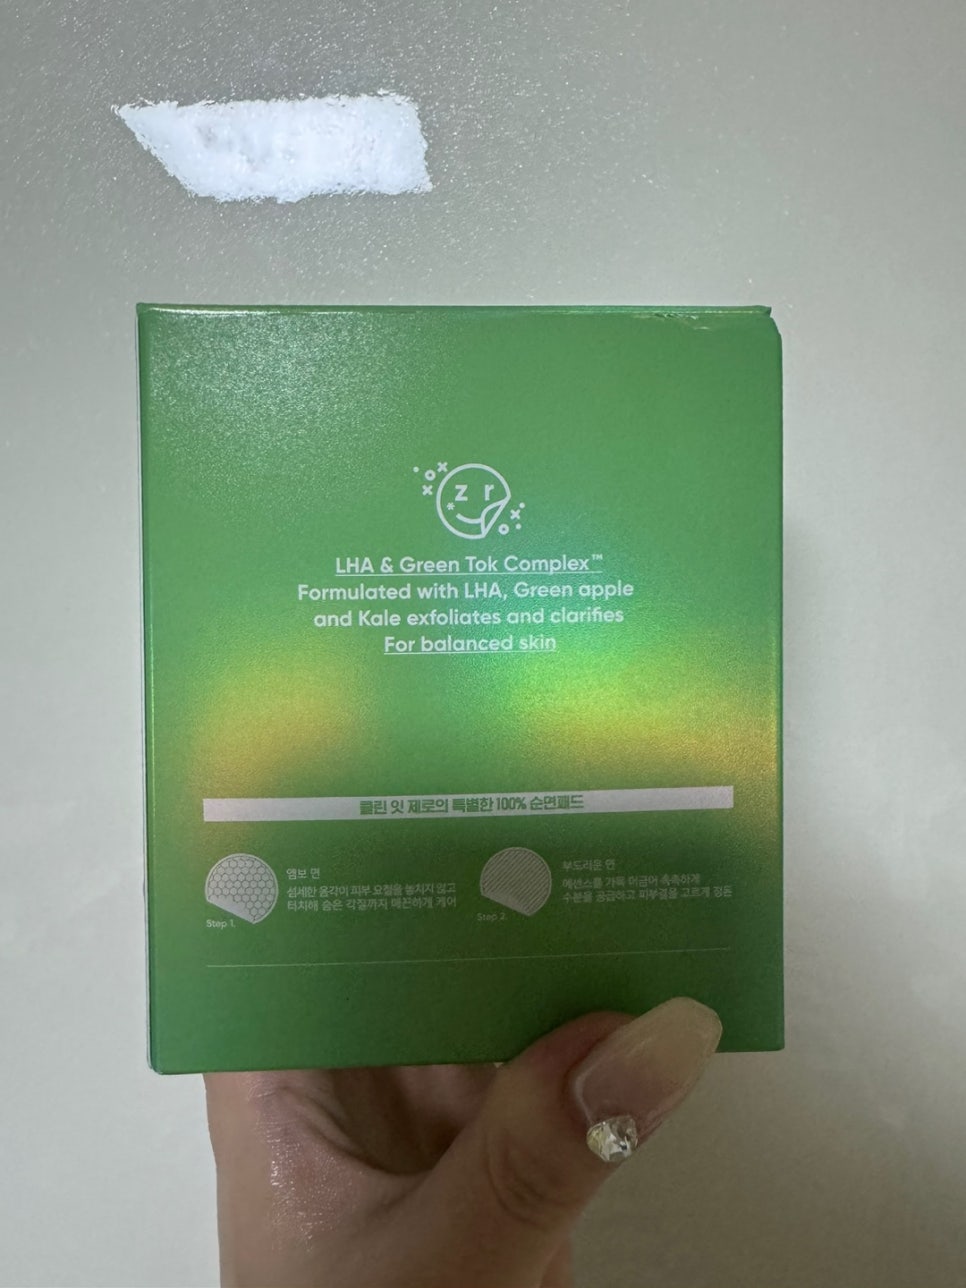 z r
LHA & Green Tok Complex™
Formulated with LHA, Green apple
and Kale exfoliates and clarifies
For balanced skin
클린 잇 제로의 특별한 100% 순면패드
엠보 면
섬세한 음각이 피부 요철을 놓치지 않고
터치해 숨은 각질까지 매끈하게 케어
Step 1.
부드러운 면
에센스를 가득 머금어 촉촉하게
수분을 공급하고 피부결을 고르게 정돈
Step 2.